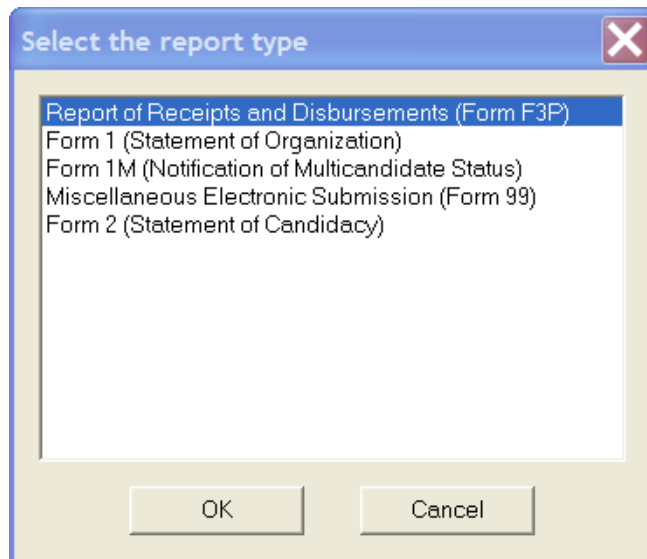 Select the report type
Report of Receipts and Disbursements (Form F3P)
Form 1 (Statement of Organization)
Form 1M (Notification of Multicandidate Status)
Miscellaneous Electronic Submission (Form 99)
Form 2 (Statement of Candidacy)
OK Cancel